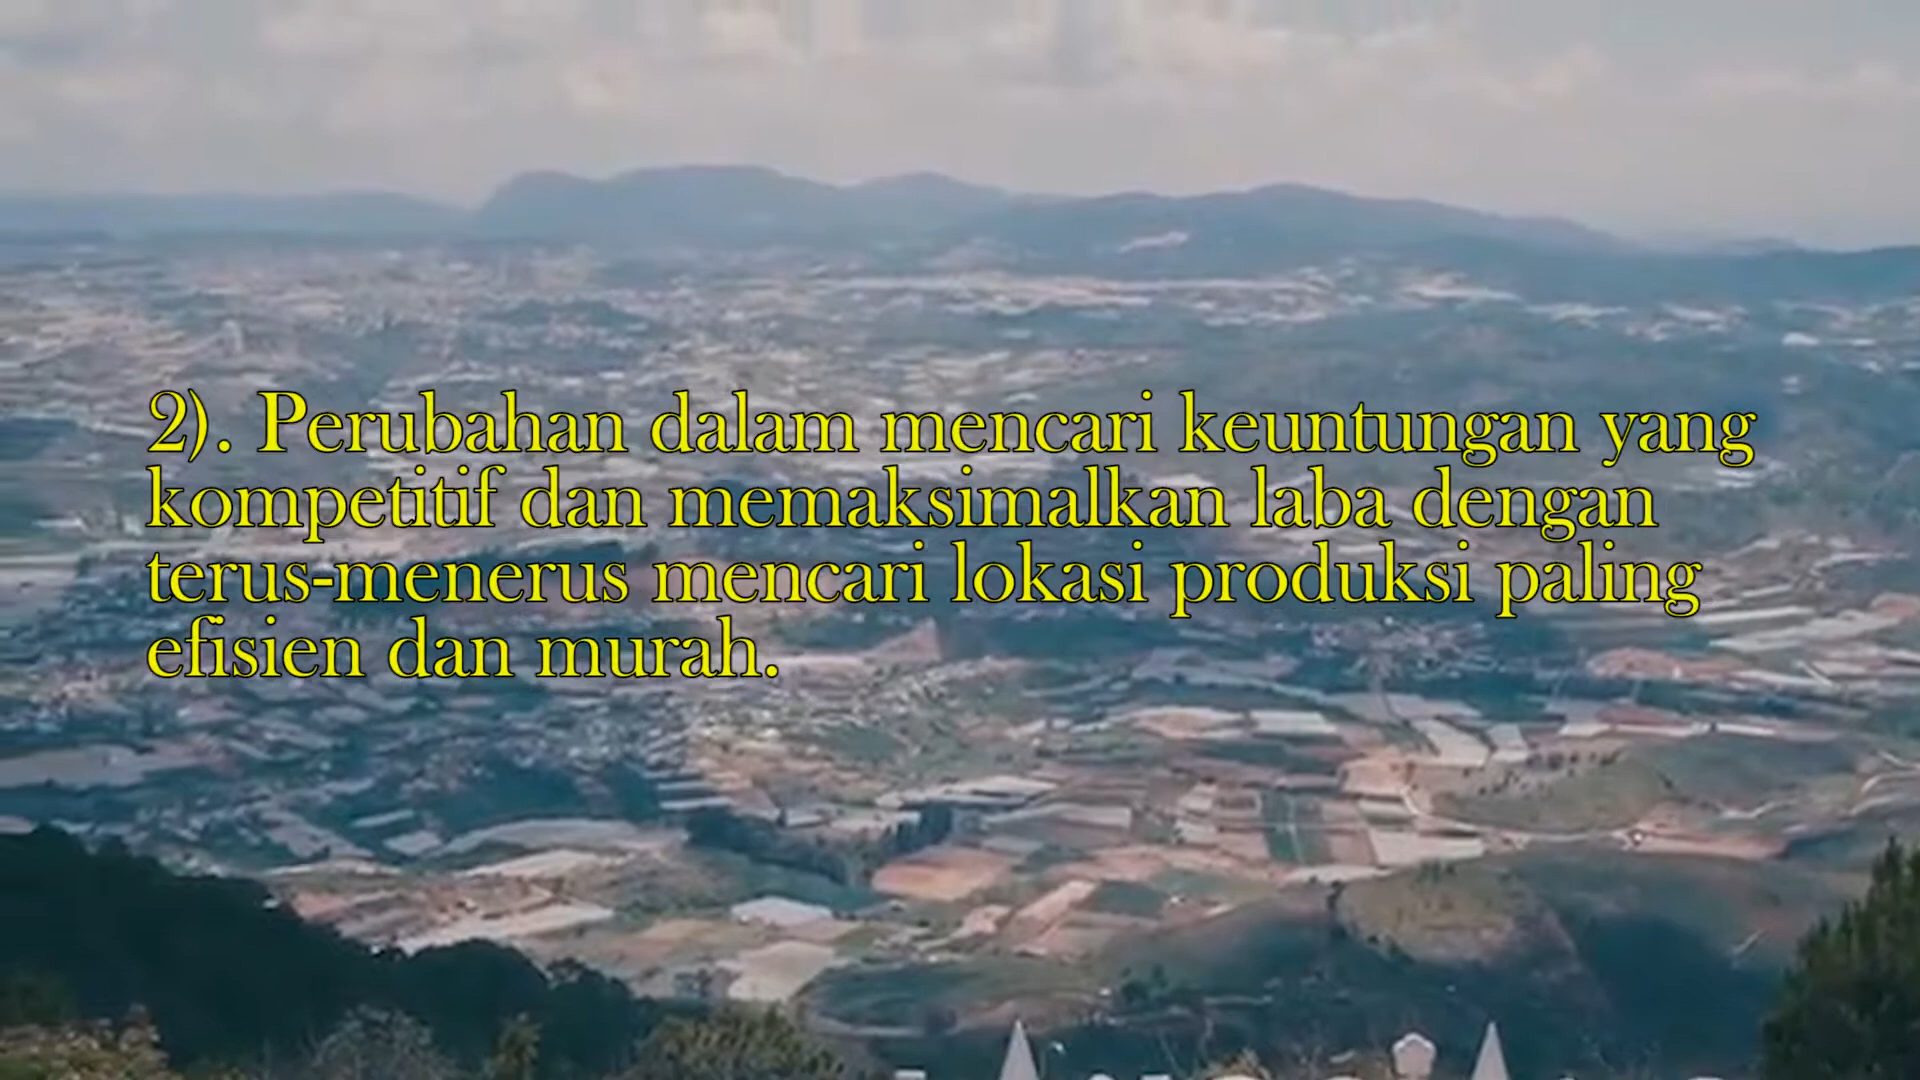 2). Perubahan dalam mencari keuntungan yang
kompetitif dan memaksimalkan laba dengan
terus-menerus mencari lokasi produksi paling
efisien dan murah.